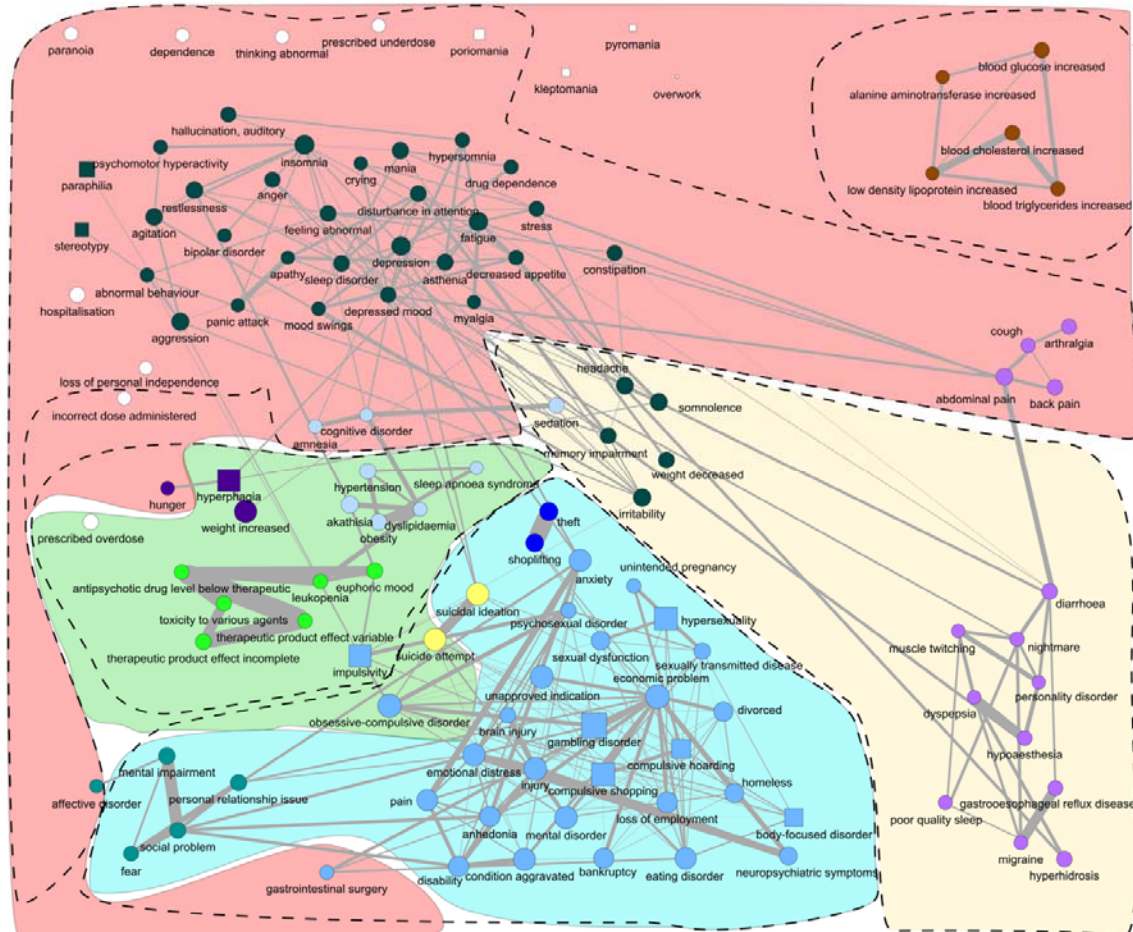 paranoia
dependence
thinking abnormal
prescribed underdose
poriomania
pyromania
kleptomania
overwork
blood glucose increased
alanine aminotransferase increased
blood cholesterol increased
low density lipoprotein increased
blood triglycerides increased
hallucination, auditory
psychomotor hyperactivity
insomnia
mania
hypersomnia
paraphilia
crying
drug dependence
restlessness
anger
disturbance in attention
stereotypy
agitation
bipolar disorder
feeling abnormal
fatigue
stress
depression
apathy
sleep disorder
asthenia
decreased appetite
constipation
abnormal behaviour
hospitalisation
panic attack
mood swings
depressed mood
myalgia
aggression
cough
arthralgia
loss of personal independence
headache
abdominal pain
back pain
incorrect dose administered
somnolence
cognitive disorder
sedation
amnesia
memory impairment
weight decreased
hunger
hyperphagia
hypertension
sleep apnoea syndrome
weight increased
akathisia
dyslipidaemia
obesity
irritability
theft
prescribed overdose
shoplifting
anxiety
unintended pregnancy
antipsychotic drug level below therapeutic
leukopenia
euphoric mood
suicidal ideation
psychosexual disorder
hypersexuality
diarrhoea
toxicity to various agents
therapeutic product effect variable
therapeutic product effect incomplete
impulsivity
suicide attempt
sexual dysfunction
sexually transmitted disease
muscle twitching
nightmare
economic problem
unapproved indication
personality disorder
obsessive-compulsive disorder
brain injury
divorced
dyspepsia
gambling disorder
hypoaesthesia
mental impairment
compulsive hoarding
emotional distress
injury
compulsive shopping
homeless
affective disorder
personal relationship issue
pain
gastrooesophageal reflux disease
poor quality sleep
anhedonia
mental disorder
loss of employment
body-focused disorder
social problem
fear
migraine
hyperhidrosis
gastrointestinal surgery
disability
condition aggravated
bankruptcy
eating disorder
neuropsychiatric symptoms